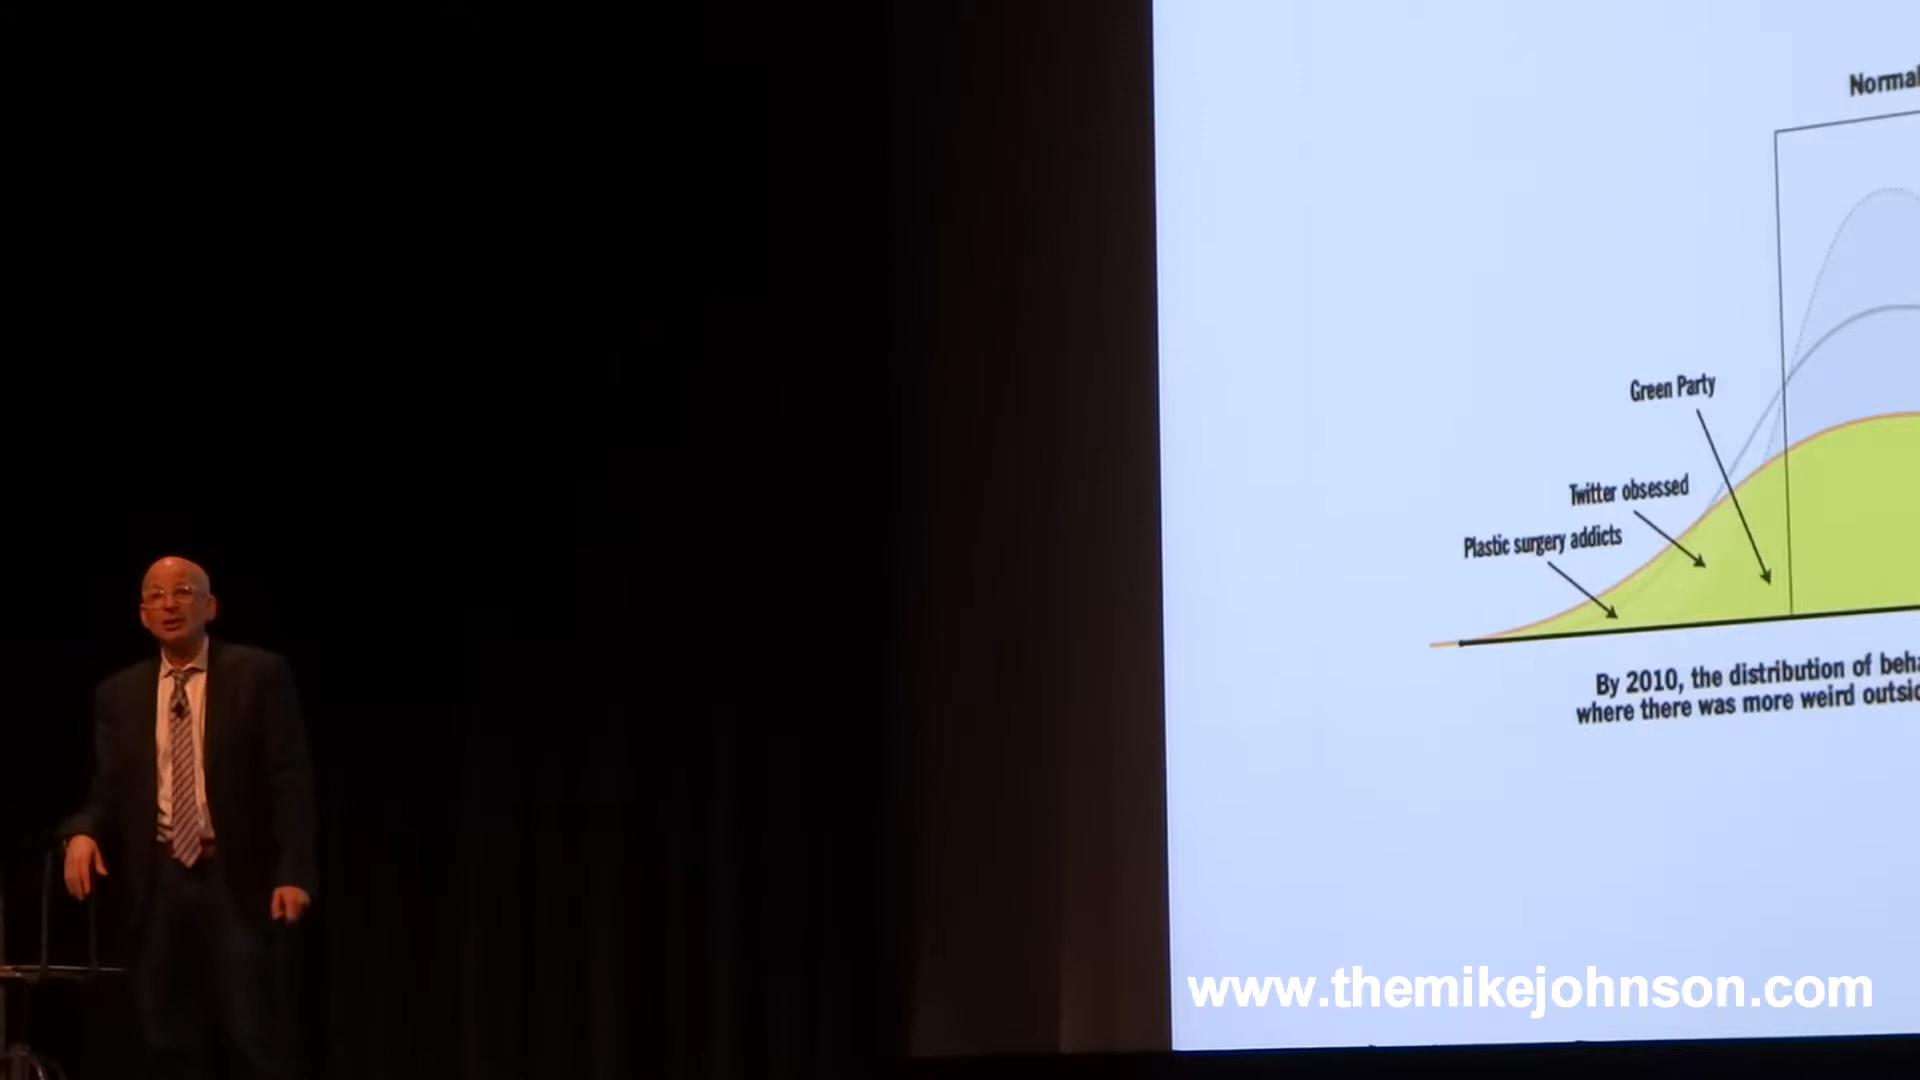 Normal
Green Party
Twitter obsessed
Plastic surgery addicts
By 2010, the distribution of beha
where there was more weird outsid
www.themikejohnson.com